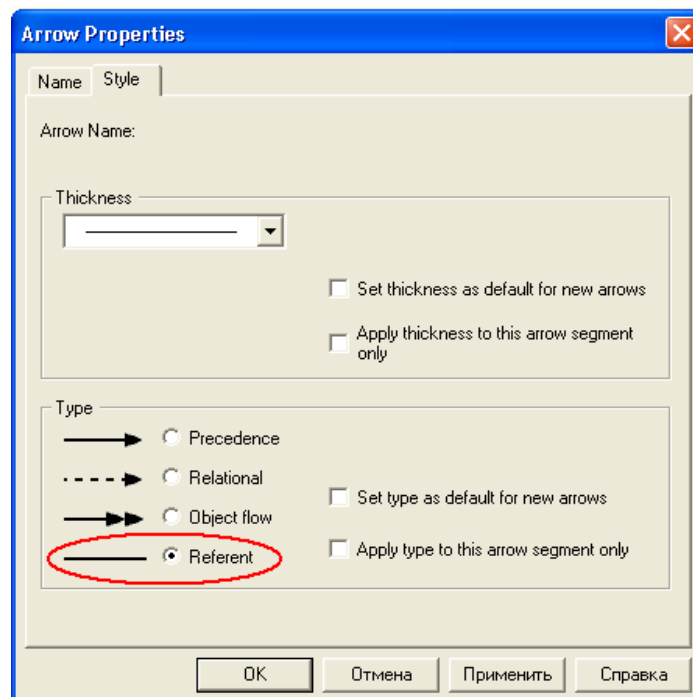 Arrow Properties
Name Style
Arrow Name:
Thickness
Set thickness as default for new arrows
Apply thickness to this arrow segment
only
Type
Precedence
Relational
Object flow
Referent
Set type as default for new arrows
Apply type to this arrow segment only
OK Отмена Применить Справка